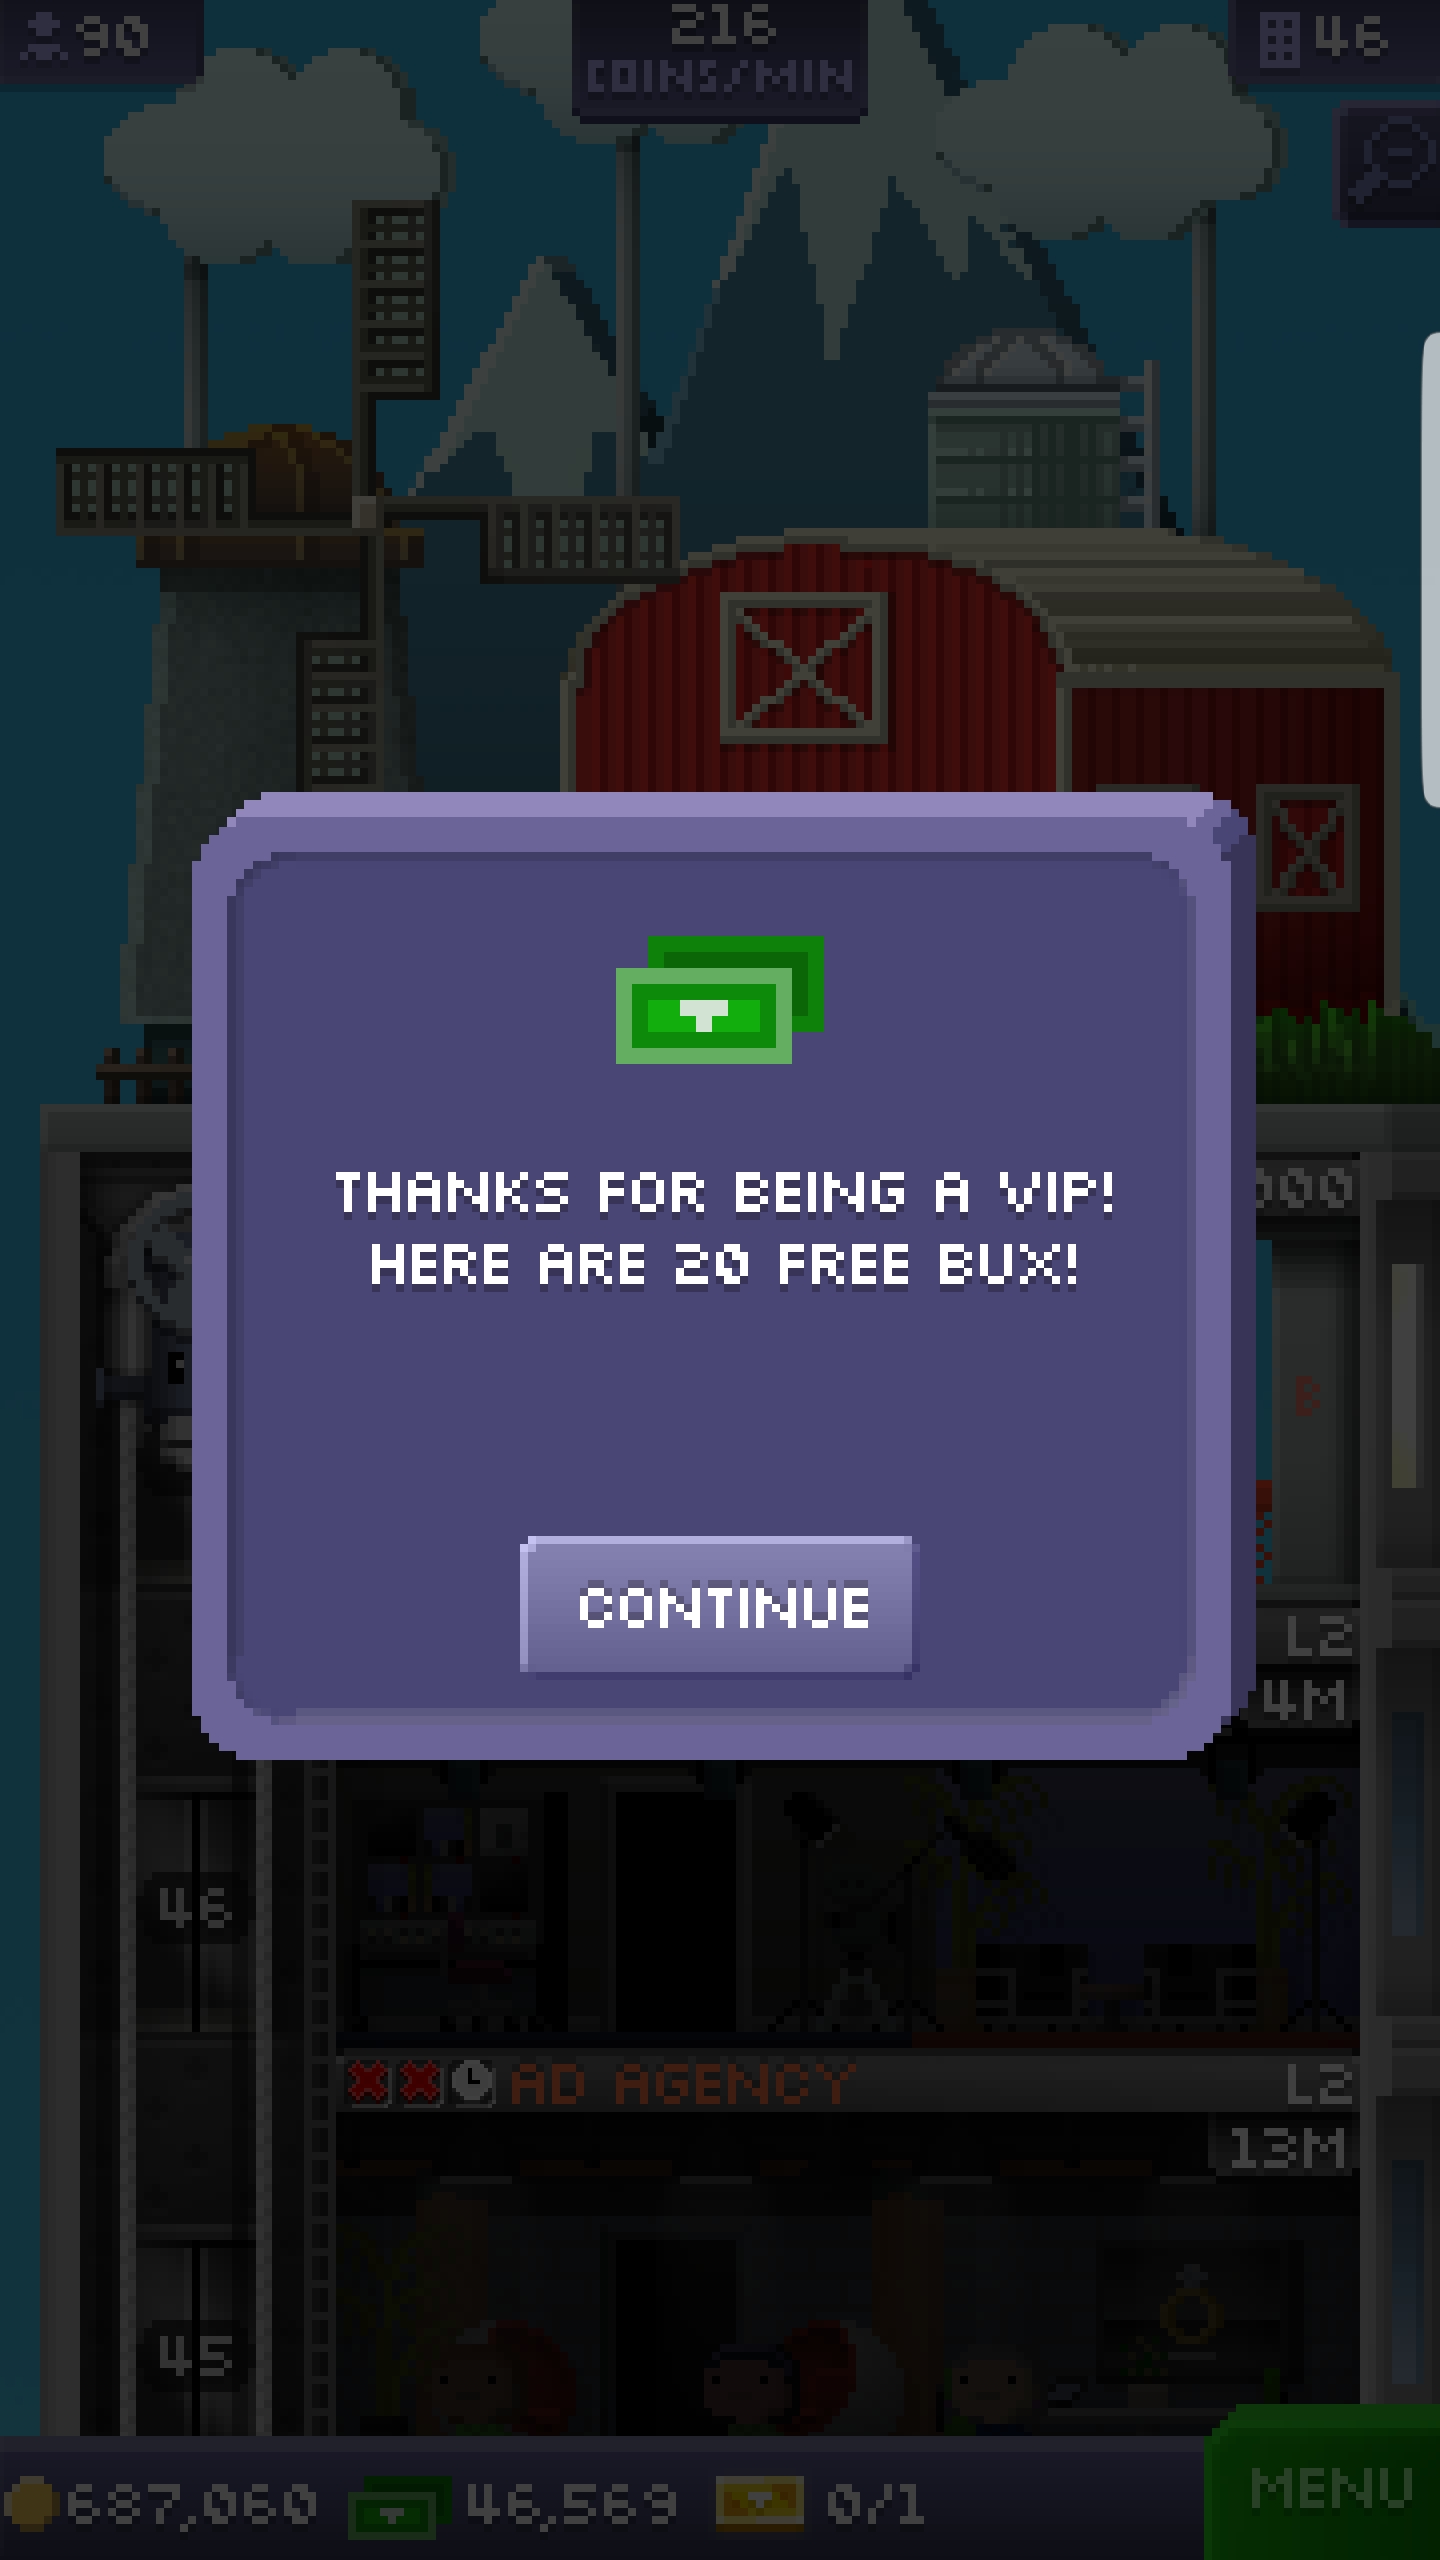 90
216
COINS/MIN
46
THANKS FOR BEING A VIP!
HERE ARE 20 FREE BUX!
CONTINUE
B
L2
4M
46
AD AGENCY
L2
13M
45
687,060
46,569
0/1
MENU